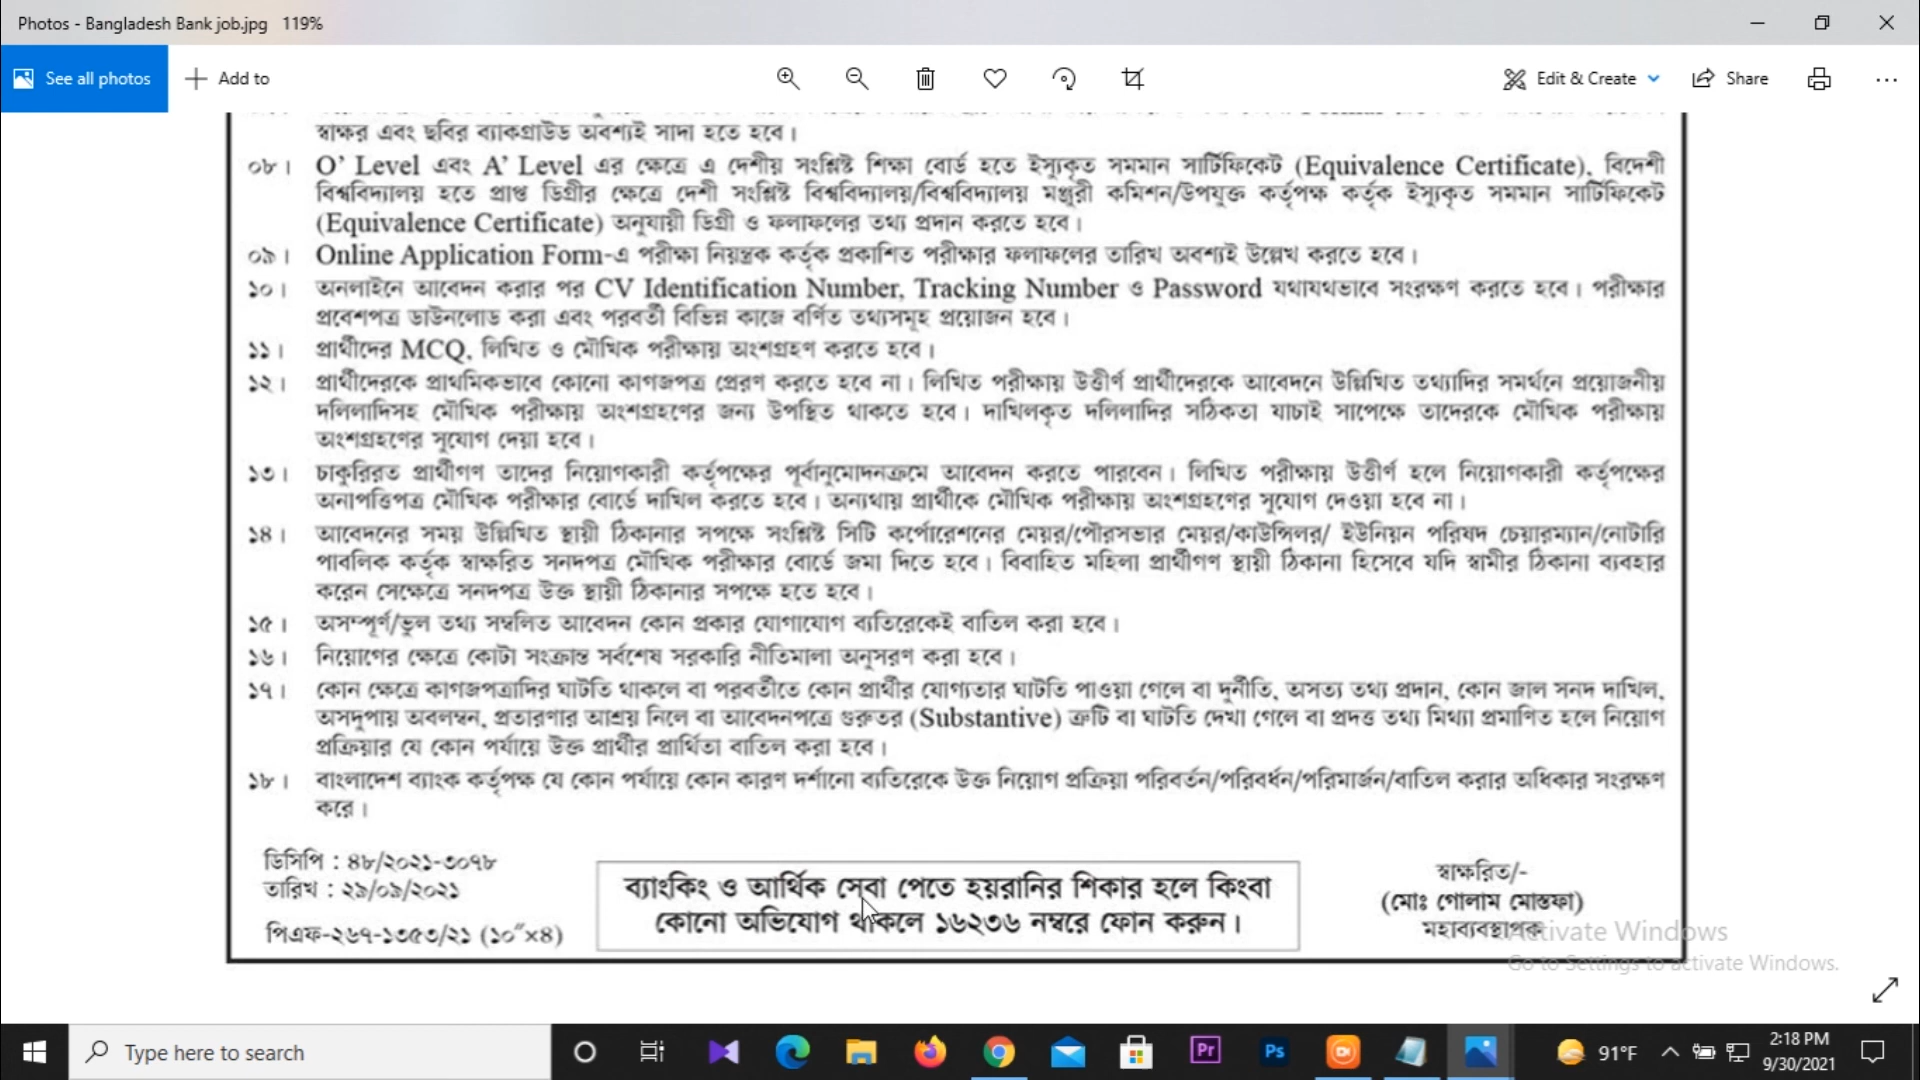 Photos - Bangladesh Bank job.jpg 119%
See all photos
Add to
Edit & Create
Share
স্বাক্ষর এবং ছবির ব্যাকগ্রাউন্ড অবশ্যই সাদা হতে হবে।
০৮। O’ Level এবং A’ Level এর ক্ষেত্রে এ দেশীয় সংশ্লিষ্ট শিক্ষা বোর্ড হতে ইস্যুকৃত সমমান সার্টিফিকেট (Equivalence Certificate), বিদেশী
বিশ্ববিদ্যালয় হতে প্রাপ্ত ডিগ্রীর ক্ষেত্রে দেশী সংশ্লিষ্ট বিশ্ববিদ্যালয়/বিশ্ববিদ্যালয় মঞ্জুরী কমিশন/উপযুক্ত কর্তৃপক্ষ কর্তৃক ইস্যুকৃত সমমান সার্টিফিকেট
(Equivalence Certificate) অনুযায়ী ডিগ্রী ও ফলাফলের তথ্য প্রদান করতে হবে।
০৯। Online Application Form-এ পরীক্ষা নিয়ন্ত্রক কর্তৃক প্রকাশিত পরীক্ষার ফলাফলের তারিখ অবশ্যই উল্লেখ করতে হবে।
১০। অনলাইনে আবেদন করার পর CV Identification Number, Tracking Number ও Password যথাযথভাবে সংরক্ষণ করতে হবে। পরীক্ষার
প্রবেশপত্র ডাউনলোড করা এবং পরবর্তী বিভিন্ন কাজে বর্ণিত তথ্যসমূহ প্রয়োজন হবে।
১১। প্রার্থীদের MCQ, লিখিত ও মৌখিক পরীক্ষায় অংশগ্রহণ করতে হবে।
১২। প্রার্থীদেরকে প্রাথমিকভাবে কোনো কাগজপত্র প্রেরণ করতে হবে না। লিখিত পরীক্ষায় উত্তীর্ণ প্রার্থীদেরকে আবেদনে উল্লিখিত তথ্যাদির সমর্থনে প্রয়োজনীয়
দলিলাদিসহ মৌখিক পরীক্ষায় অংশগ্রহণের জন্য উপস্থিত থাকতে হবে। দাখিলকৃত দলিলাদির সঠিকতা যাচাই সাপেক্ষে তাদেরকে মৌখিক পরীক্ষায়
অংশগ্রহণের সুযোগ দেয়া হবে।
১৩। চাকুরিরত প্রার্থীগণ তাদের নিয়োগকারী কর্তৃপক্ষের পূর্বানুমোদনক্রমে আবেদন করতে পারবেন। লিখিত পরীক্ষায় উত্তীর্ণ হলে নিয়োগকারী কর্তৃপক্ষের
অনাপত্তিপত্র মৌখিক পরীক্ষার বোর্ডে দাখিল করতে হবে। অন্যথায় প্রার্থীকে মৌখিক পরীক্ষায় অংশগ্রহণের সুযোগ দেওয়া হবে না।
১৪। আবেদনের সময় উল্লিখিত স্থায়ী ঠিকানার সপক্ষে সংশ্লিষ্ট সিটি কর্পোরেশনের মেয়র/পৌরসভার মেয়র/কাউন্সিলর/ ইউনিয়ন পরিষদ চেয়ারম্যান/নোটারি
পাবলিক কর্তৃক স্বাক্ষরিত সনদপত্র মৌখিক পরীক্ষার বোর্ডে জমা দিতে হবে। বিবাহিত মহিলা প্রার্থীগণ স্থায়ী ঠিকানা হিসেবে যদি স্বামীর ঠিকানা ব্যবহার
করেন সেক্ষেত্রে সনদপত্র উক্ত স্থায়ী ঠিকানার সপক্ষে হতে হবে।
১৫। অসম্পূর্ণ/ভুল তথ্য সম্বলিত আবেদন কোন প্রকার যোগাযোগ ব্যতিরেকেই বাতিল করা হবে।
১৬। নিয়োগের ক্ষেত্রে কোটা সংক্রান্ত সর্বশেষ সরকারি নীতিমালা অনুসরণ করা হবে।
১৭। কোন ক্ষেত্রে কাগজপত্রাদির ঘাটতি থাকলে বা পরবর্তীতে কোন প্রার্থীর যোগ্যতার ঘাটতি পাওয়া গেলে বা দুর্নীতি, অসত্য তথ্য প্রদান, কোন জাল সনদ দাখিল,
অসদুপায় অবলম্বন, প্রতারণার আশ্রয় নিলে বা আবেদনপত্রে গুরুতর (Substantive) ত্রুটি বা ঘাটতি দেখা গেলে বা প্রদত্ত তথ্য মিথ্যা প্রমাণিত হলে নিয়োগ
প্রক্রিয়ার যে কোন পর্যায়ে উক্ত প্রার্থীর প্রার্থিতা বাতিল করা হবে।
১৮। বাংলাদেশ ব্যাংক কর্তৃপক্ষ যে কোন পর্যায়ে কোন কারণ দর্শানো ব্যতিরেকে উক্ত নিয়োগ প্রক্রিয়া পরিবর্তন/পরিবর্ধন/পরিমার্জন/বাতিল করার অধিকার সংরক্ষণ
করে।
ডিসিপি : ৪৮/২০২১-৩০৭৮
তারিখ : ২৯/০৯/২০২১
পিএফ-২৬৭-১৩৫৩/২১ (১০″×৪)
ব্যাংকিং ও আর্থিক সেবা পেতে হয়রানির শিকার হলে কিংবা
কোনো অভিযোগ থাকলে ১৬২৩৬ নম্বরে ফোন করুন।
স্বাক্ষরিত/-
(মোঃ গোলাম মোস্তফা)
মহাব্যবস্থাপক
Activate Windows
Go to Settings to activate Windows.
Type here to search
Pr
Ps
91°F
2:18 PM
9/30/2021